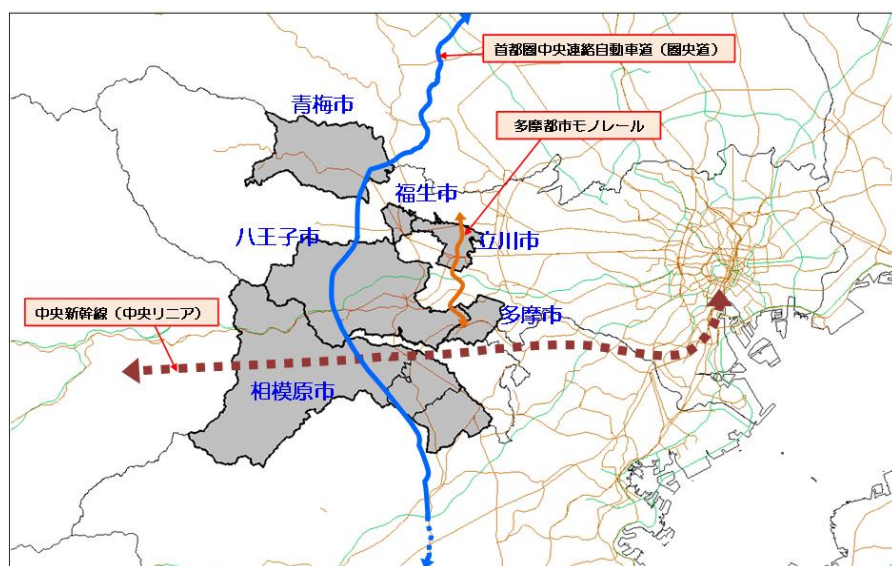 首都圏中央連絡自動車道（圏央道）
青梅市
多摩都市モノレール
福生市
八王子市
立川市
中央新幹線（中央リニア）
多摩市
相模原市